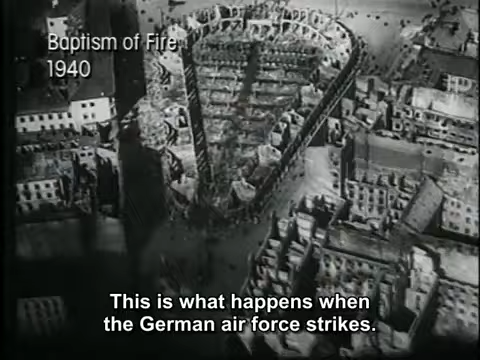 Baptism of Fire
1940
This is what happens when
the German air force strikes.